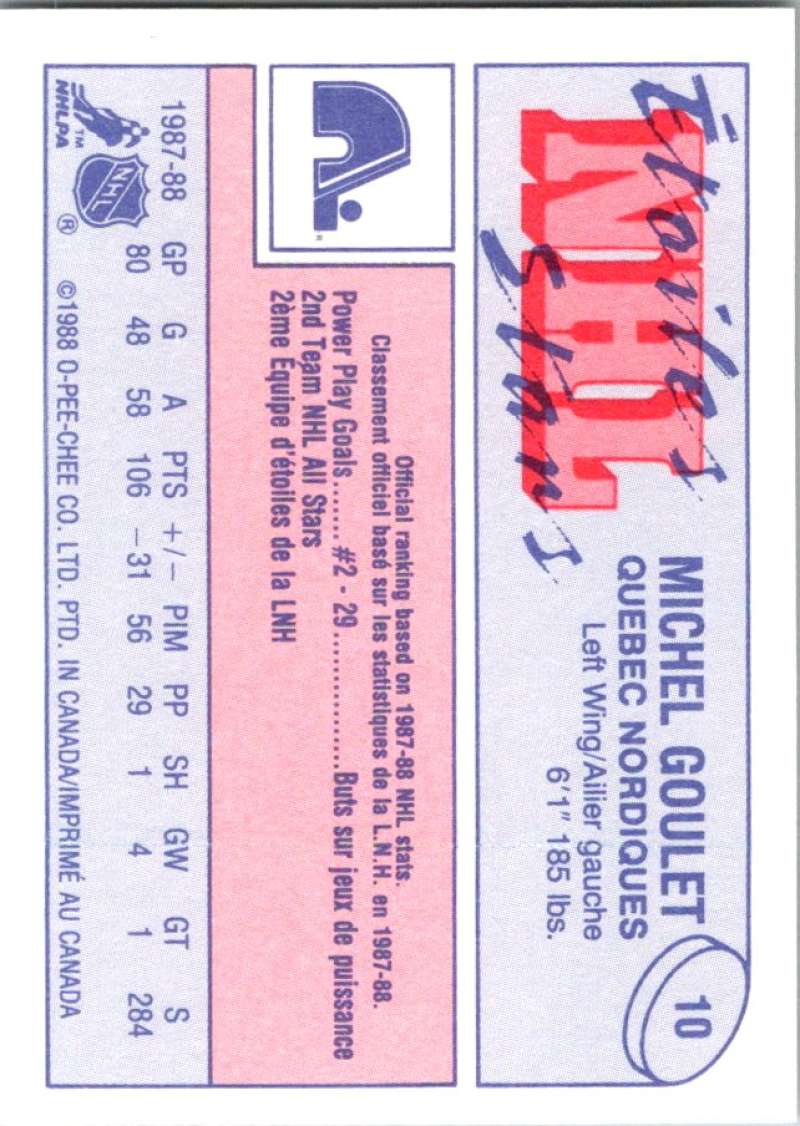 Étoiles
NHL
Stars
MICHEL GOULET
QUEBEC NORDIQUES
Left Wing/Ailier gauche
6'1" 185 lbs.
10
Official ranking based on 1987-88 NHL stats.
Classement officiel basé sur les statistiques de la L.N.H. en 1987-88.
Power Play Goals.......#2 - 29...............Buts sur jeux de puissance
2nd Team NHL All Stars
2ème Équipe d'étoiles de la LNH
®
1987-88 GP G A PTS +/– PIM PP SH GW GT S
80 48 58 106 –31 56 29 1 4 1 284
NHLPA
TM
NHL
®
©1988 O-PEE-CHEE CO. LTD. PTD. IN CANADA/IMPRIMÉ AU CANADA